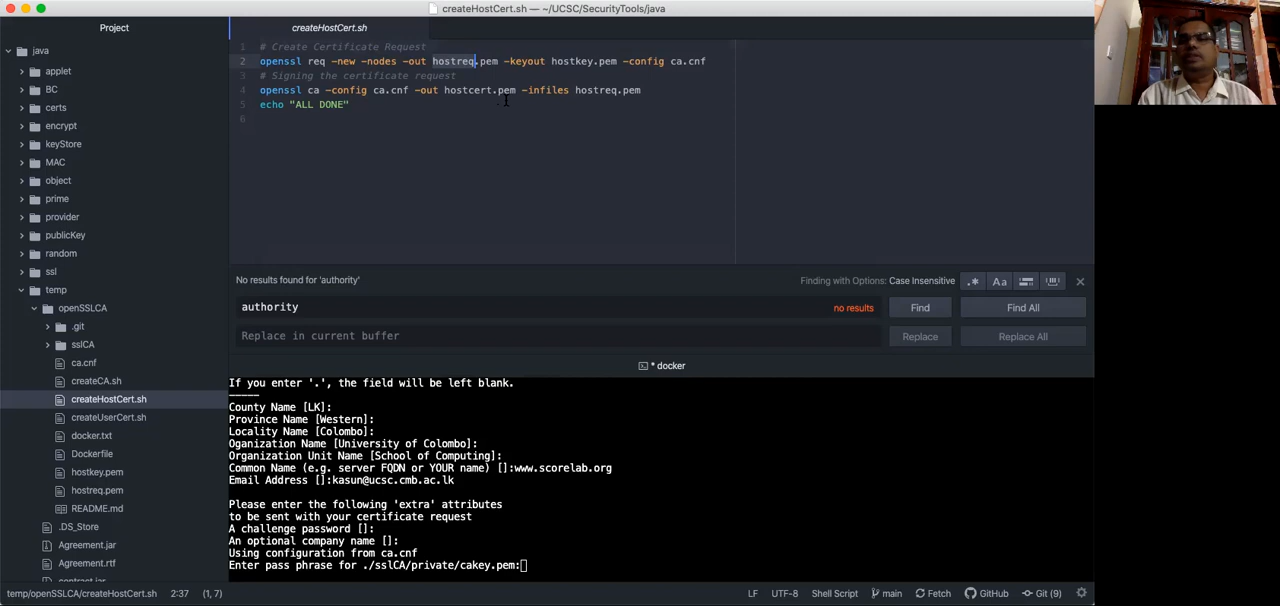 createHostCert.sh — ~/UCSC/SecurityTools/java
Project
createHostCert.sh
java
applet
BC
certs
encrypt
keyStore
MAC
object
prime
provider
publicKey
random
ssl
temp
openSSLCA
.git
sslCA
ca.cnf
createCA.sh
createHostCert.sh
createUserCert.sh
docker.txt
Dockerfile
hostkey.pem
hostreq.pem
README.md
.DS_Store
Agreement.jar
Agreement.rtf
contract.jar
1 # Create Certificate Request
2 openssl req -new -nodes -out hostreq.pem -keyout hostkey.pem -config ca.cnf
3 # Signing the certificate request
4 openssl ca -config ca.cnf -out hostcert.pem -infiles hostreq.pem
5 echo "ALL DONE"
6
No results found for 'authority'
Finding with Options: Case Insensitive
.* Aa
authority no results Find Find All
Replace in current buffer Replace Replace All
* docker
If you enter '.', the field will be left blank.
-----
County Name [LK]:
Province Name [Western]:
Locality Name [Colombo]:
Oganization Name [University of Colombo]:
Organization Unit Name [School of Computing]:
Common Name (e.g. server FQDN or YOUR name) []:www.scorelab.org
Email Address []:kasun@ucsc.cmb.ac.lk
Please enter the following 'extra' attributes
to be sent with your certificate request
A challenge password []:
An optional company name []:
Using configuration from ca.cnf
Enter pass phrase for ./sslCA/private/cakey.pem:
temp/openSSLCA/createHostCert.sh 2:37 (1, 7) LF UTF-8 Shell Script main Fetch GitHub Git (9)